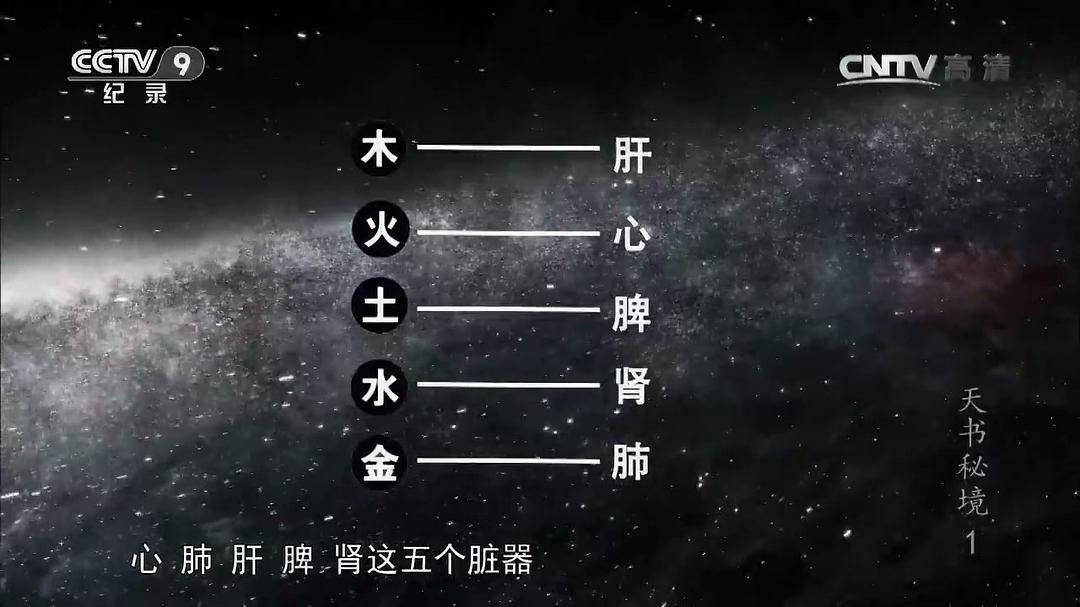 CCTV 9
纪录
CNTV高清
木 肝
火 心
土 脾
水 肾
金 肺
天书秘境 1
心 肺 肝 脾 肾这五个脏器